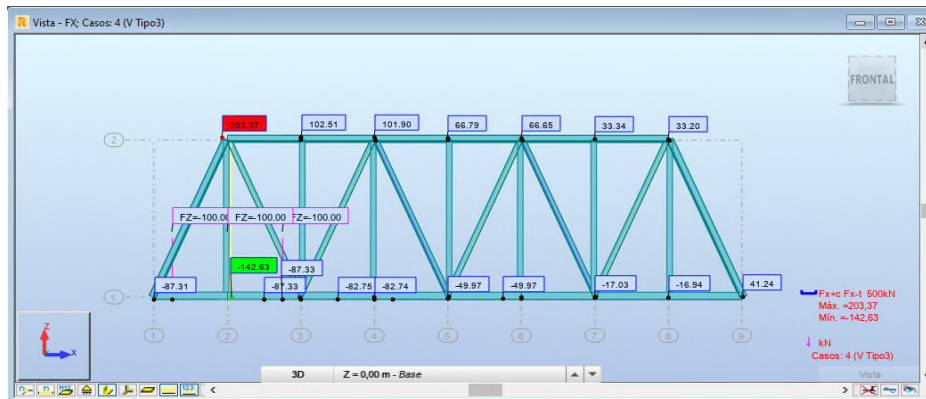 Vista - FX; Casos: 4 (V Tipo3)
FRONTAL
203.37 102.51 101.90 66.79 66.65 33.34 33.20
2
FZ=-100.00 FZ=-100.00 FZ=-100.00
-142,63 -87.33
-87.31 -87.33 -82.75 -82.74 -49.97 -49.97 -17.03 -16.94 41.24
1
Fx+c Fx-t 500kN
Máx. =203,37
Mín. =-142,63
1 2 3 4 5 6 7 8 9
kN
Casos: 4 (V Tipo3)
Z
X
3D Z = 0,00 m - Base
Vista